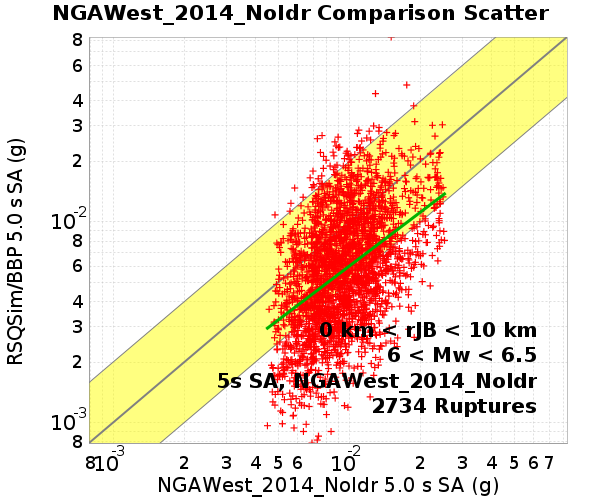 NGAWest_2014_NoIdr Comparison Scatter
RSQSim/BBP 5.0 s SA (g)
8
6
4
3
2
10-2
8
6
4
3
2
10-3
8
0 km < rJB < 10 km
6 < Mw < 6.5
5s SA, NGAWest_2014_NoIdr
2734 Ruptures
8 10-3 2 3 4 5 6 10-2 2 3 4 5 6 7
NGAWest_2014_NoIdr 5.0 s SA (g)